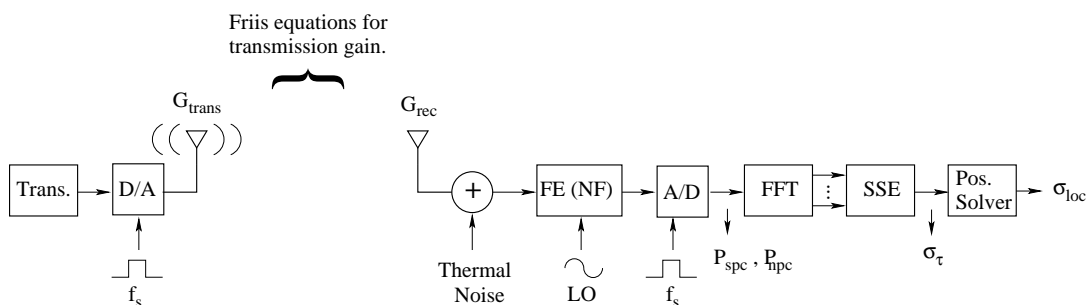 Friis equations for
transmission gain.
G_trans
G_rec
Trans.
D/A
+
FE (NF)
A/D
FFT
SSE
Pos.
Solver
σ_loc
f_s
Thermal
Noise
LO
f_s
P_spc , P_npc
σ_τ